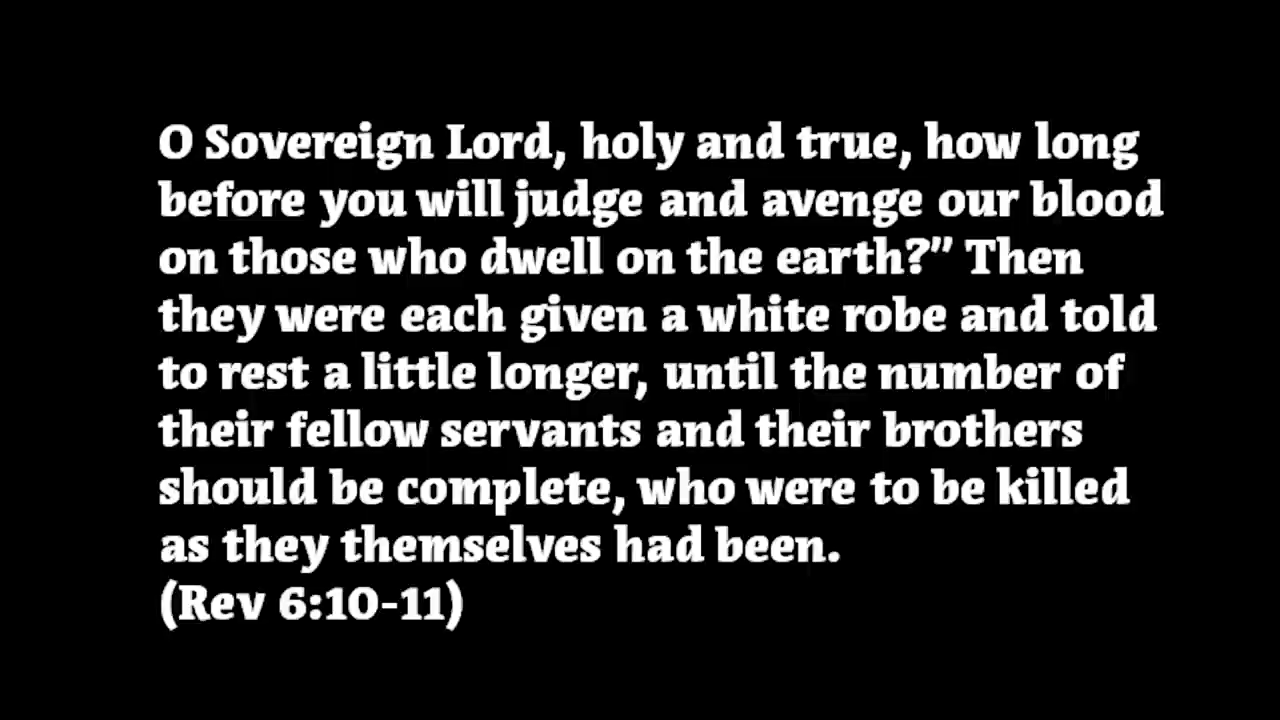 O Sovereign Lord, holy and true, how long
before you will judge and avenge our blood
on those who dwell on the earth?” Then
they were each given a white robe and told
to rest a little longer, until the number of
their fellow servants and their brothers
should be complete, who were to be killed
as they themselves had been.
(Rev 6:10-11)